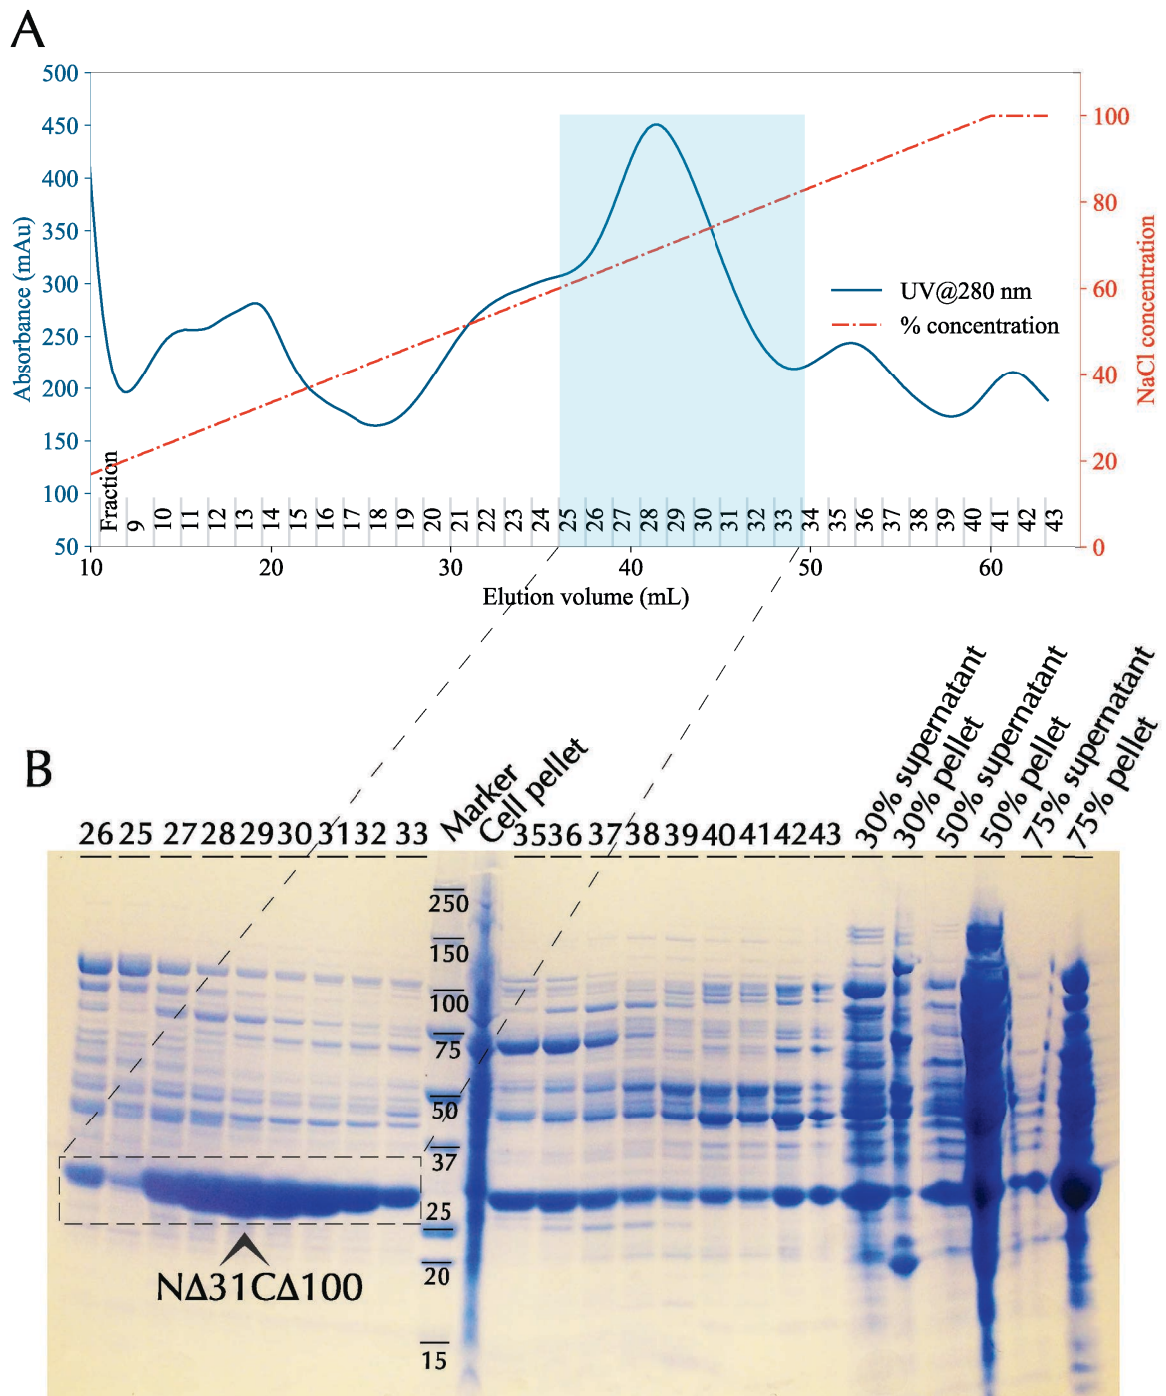 A
500
450
400
350
300
250
200
150
100
50
Absorbance (mAu)
100
80
60
40
20
0
NaCl concentration
UV@280 nm
% concentration
Fraction 9 10 11 12 13 14 15 16 17 18 19 20 21 22 23 24 25 26 27 28 29 30 31 32 33 34 35 36 37 38 39 40 41 42 43
10 20 30 40 50 60
Elution volume (mL)
B
26 25 27 28 29 30 31 32 33 Marker Cell pellet 35 36 37 38 39 40 41 42 43 30% supernatant 30% pellet 50% supernatant 50% pellet 75% supernatant 75% pellet
250
150
100
75
50
37
25
20
15
NΔ31CΔ100